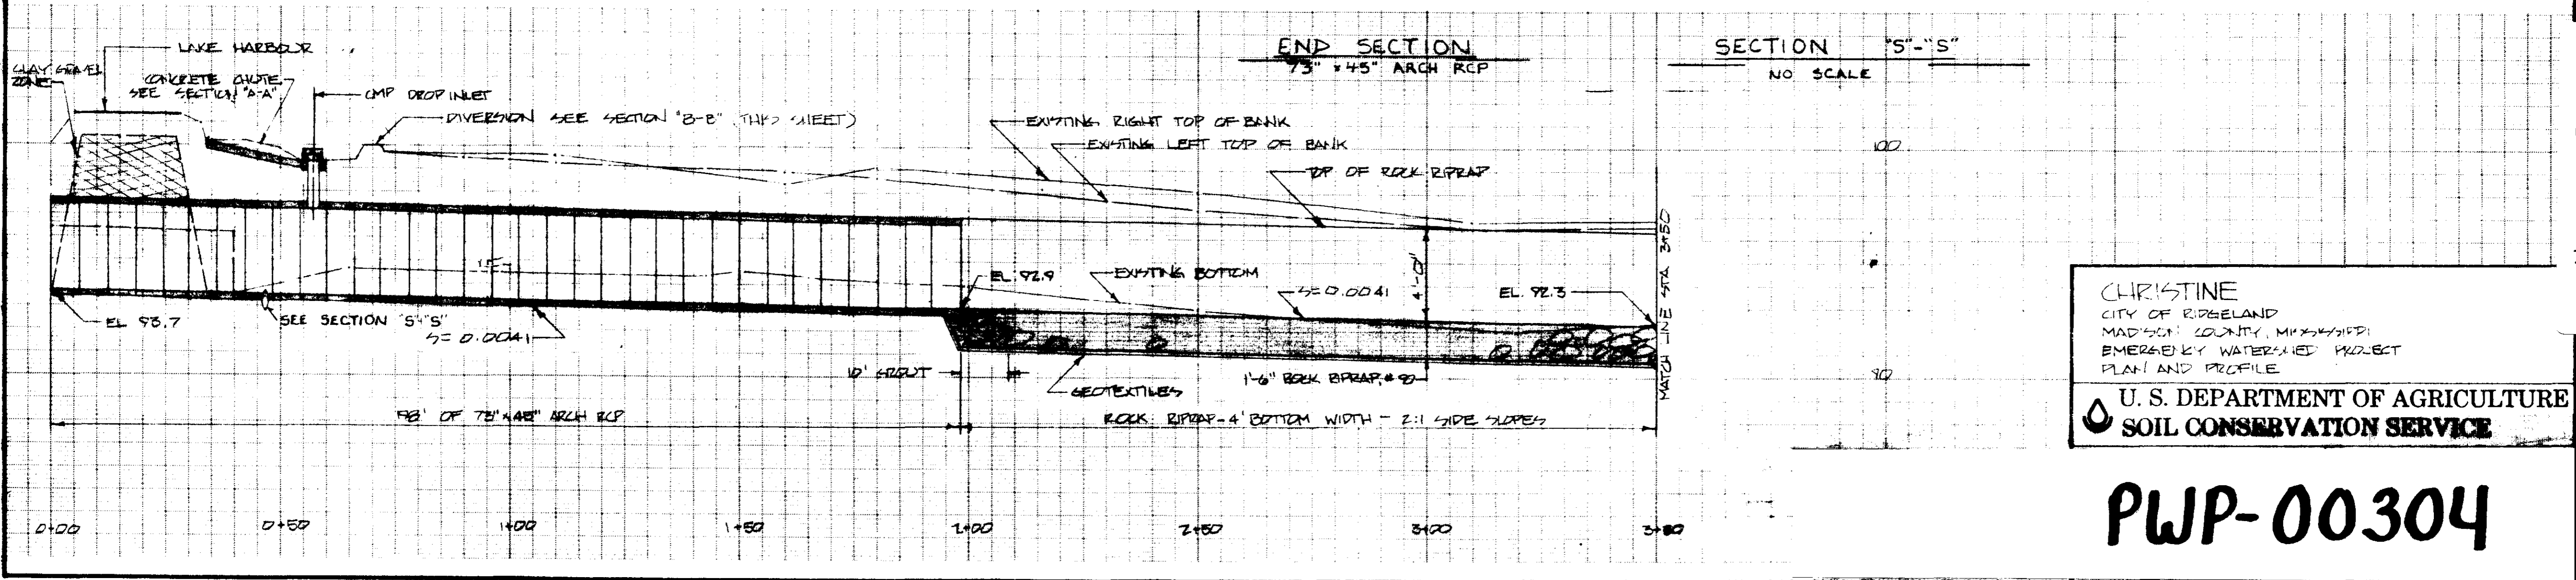 LAKE HARBOUR
CLAY GRAVEL
ZONE
CONCRETE CHUTE
SEE SECTION "A-A"
CMP DROP INLET
DIVERSION SEE SECTION "B-B" THIS SHEET)
END SECTION
73" x 45" ARCH RCP
SECTION "S"-"S"
NO SCALE
EXISTING RIGHT TOP OF BANK
EXISTING LEFT TOP OF BANK
TOP OF ROCK RIPRAP
100
EL 93.7
SEE SECTION "S"-"S"
S= 0.0041
EL. 92.9
EXISTING BOTTOM
S=0.0041
4'-0"
EL. 92.3
MATCH LINE STA 3+50
10' GROUT
GEOTEXTILES
1'-6" ROCK RIPRAP,
90
198' OF 73"x45" ARCH RCP
ROCK RIPRAP-4' BOTTOM WIDTH - 2:1 SIDE SLOPES
0+00
0+50
1+00
1+50
2+00
2+50
3+00
3+50
CHRISTINE
CITY OF RIDGELAND
MADISON COUNTY, MISSISSIPPI
EMERGENCY WATERSHED PROJECT
PLAN AND PROFILE
U. S. DEPARTMENT OF AGRICULTURE
SOIL CONSERVATION SERVICE
PWP-00304